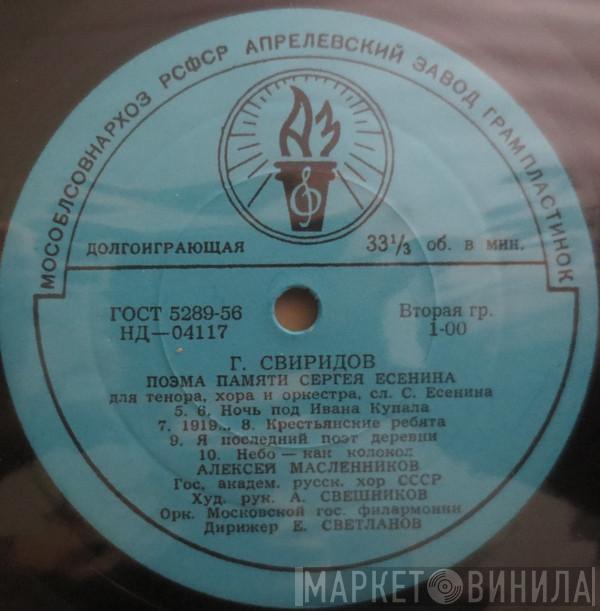 МОСОБЛСОВНАРХОЗ РСФСР АПРЕЛЕВСКИЙ ЗАВОД ГРАМПЛАСТИНОК
АЗ
ДОЛГОИГРАЮЩАЯ
33⅓ об. в мин.
ГОСТ 5289-56
Вторая гр.
НД—04117
1-00
Г. СВИРИДОВ
ПОЭМА ПАМЯТИ СЕРГЕЯ ЕСЕНИНА
для тенора, хора и оркестра, сл. С. Есенина
5. 6. Ночь под Ивана Купала
7. 1919... 8. Крестьянские ребята
9. Я последний поэт деревни
10. Небо — как колокол
АЛЕКСЕЙ МАСЛЕННИКОВ
Гос. академ. русск. хор СССР
Худ. рук. А. СВЕШНИКОВ
Орк. Московской гос. филармонии
Дирижер Е. СВЕТЛАНОВ
МАРКЕТ ВИНИЛА